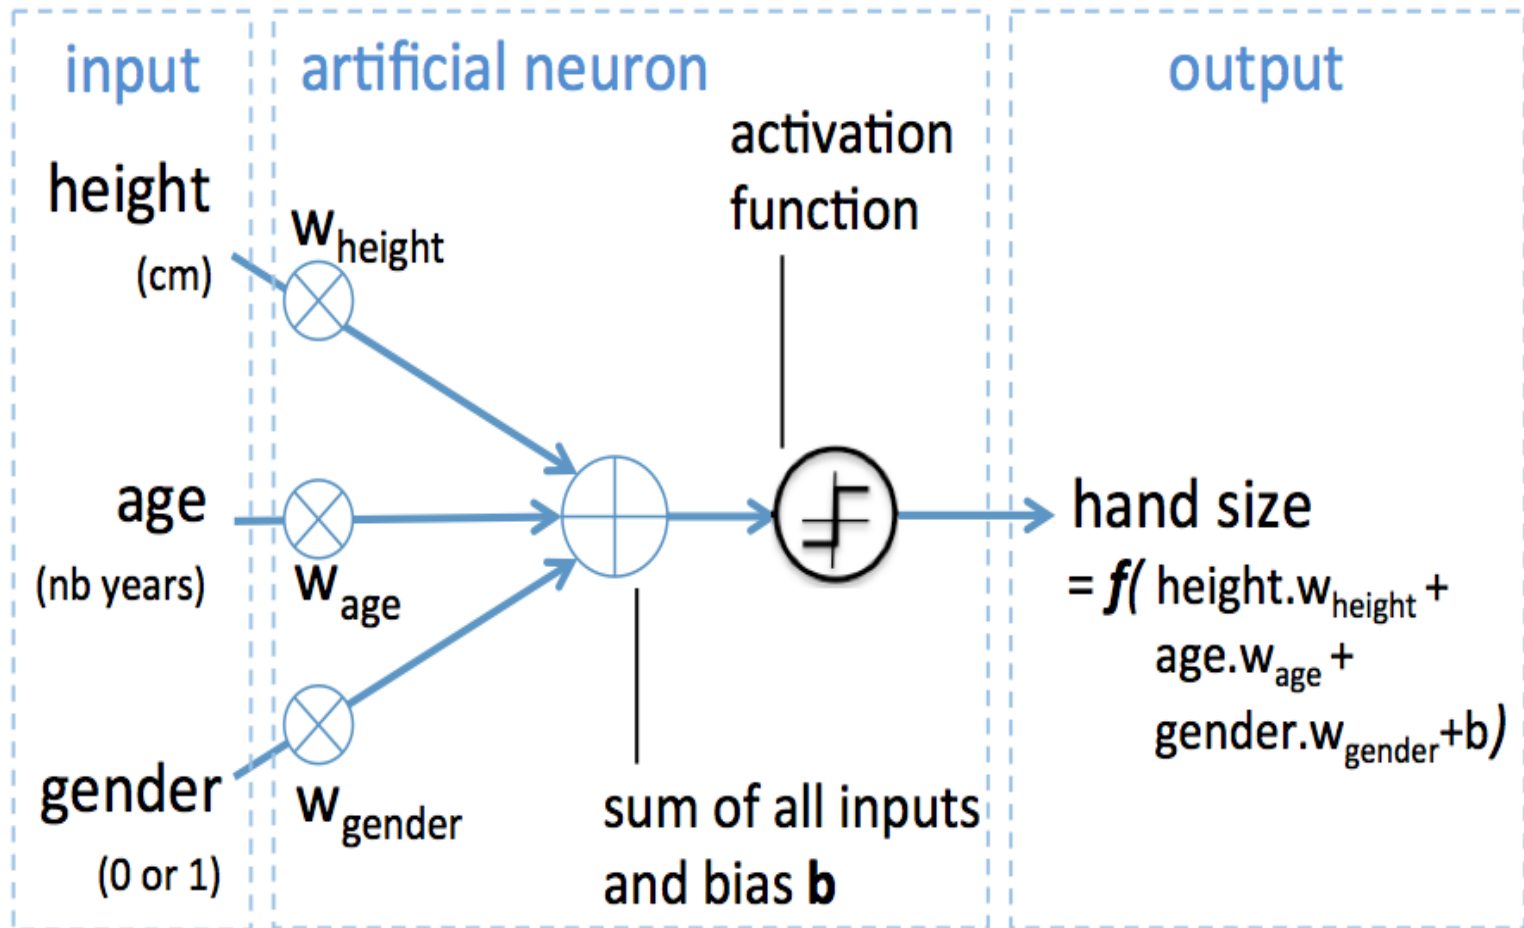 input
height
(cm)
age
(nb years)
gender
(0 or 1)
artificial neuron
activation
function
wheight
wage
wgender
sum of all inputs
and bias b
output
hand size
= f( height.wheight +
age.wage +
gender.wgender+b)